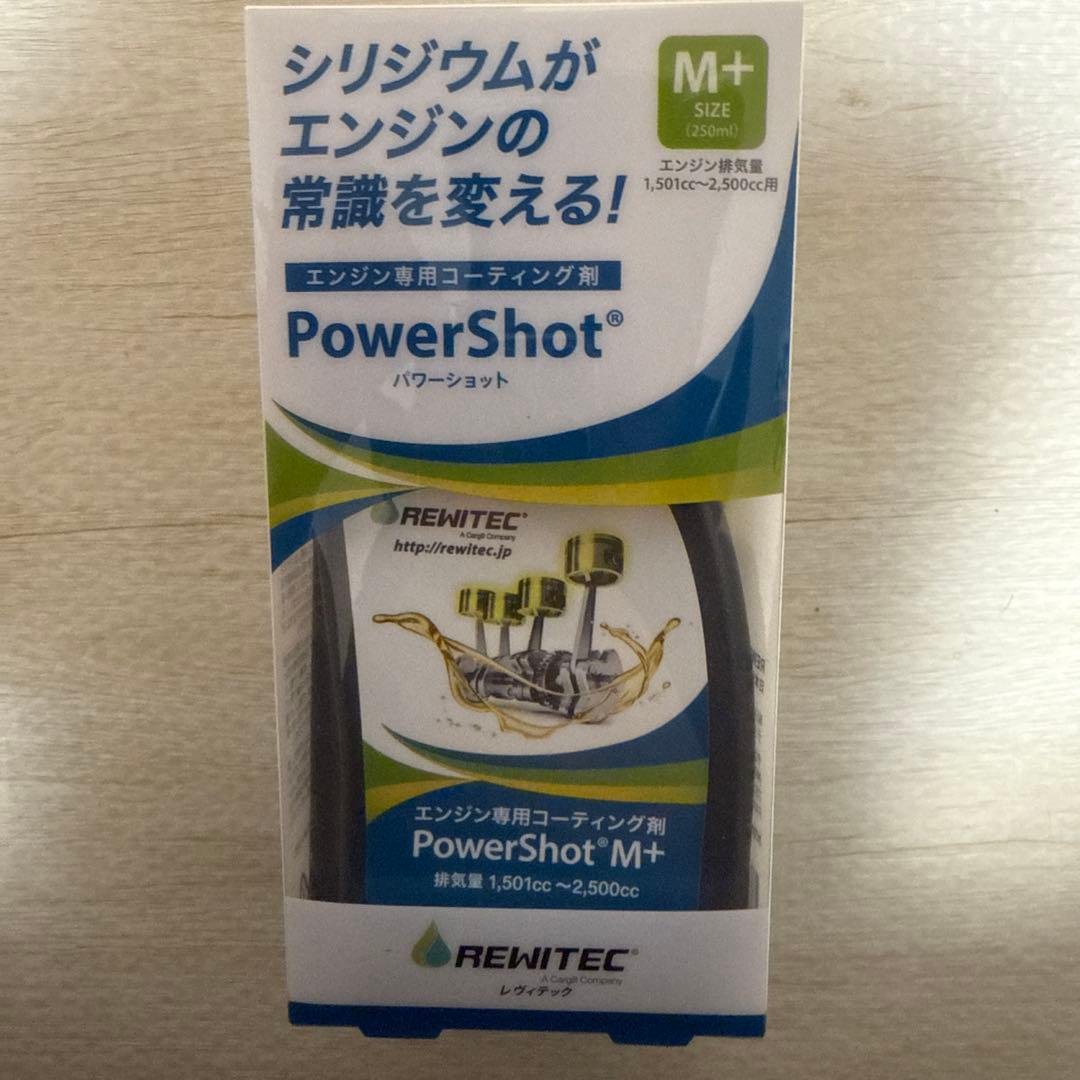 シリジウムが
エンジンの
常識を変える!
M+
SIZE
(250ml)
エンジン排気量
1,501cc〜2,500cc用
エンジン専用コーティング剤
PowerShot®
パワーショット
REWITEC®
A Cargill Company
http://rewitec.jp
エンジン専用コーティング剤
PowerShot® M+
排気量 1,501cc 〜2,500cc
REWITEC®
A Cargill Company
レヴィテック